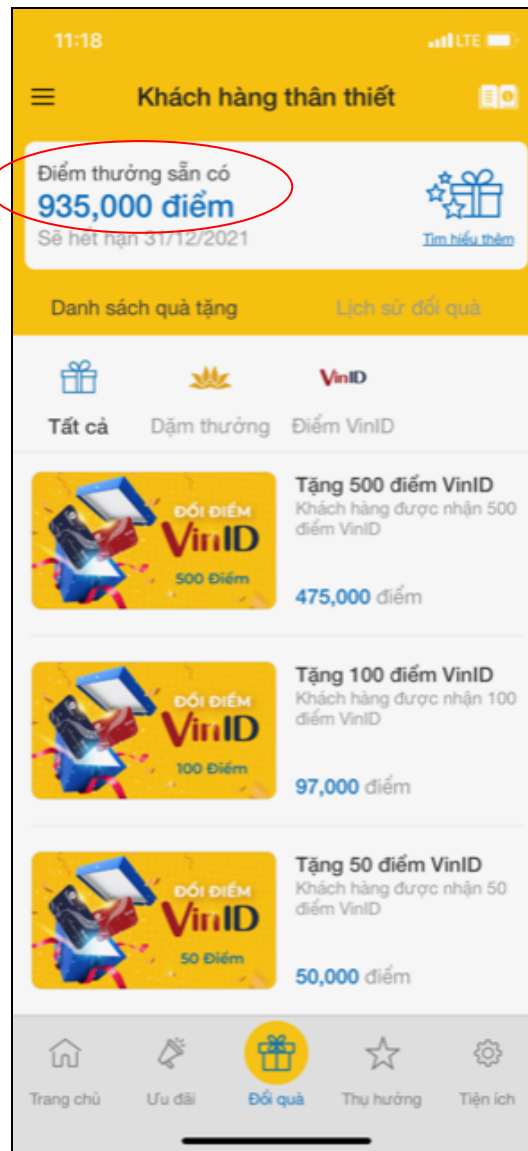 11:18
LTE
Khách hàng thân thiết
Điểm thưởng sẵn có
935,000 điểm
Sẽ hết hạn 31/12/2021
Tìm hiểu thêm
Danh sách quà tặng
Lịch sử đổi quà
VinID
Tất cả
Dặm thưởng
Điểm VinID
ĐỔI ĐIỂM
VinID
500 Điểm
Tặng 500 điểm VinID
Khách hàng được nhận 500
điểm VinID
475,000 điểm
ĐỔI ĐIỂM
VinID
100 Điểm
Tặng 100 điểm VinID
Khách hàng được nhận 100
điểm VinID
97,000 điểm
ĐỔI ĐIỂM
VinID
50 Điểm
Tặng 50 điểm VinID
Khách hàng được nhận 50
điểm VinID
50,000 điểm
Trang chủ
Ưu đãi
Đổi quà
Thụ hưởng
Tiện ích